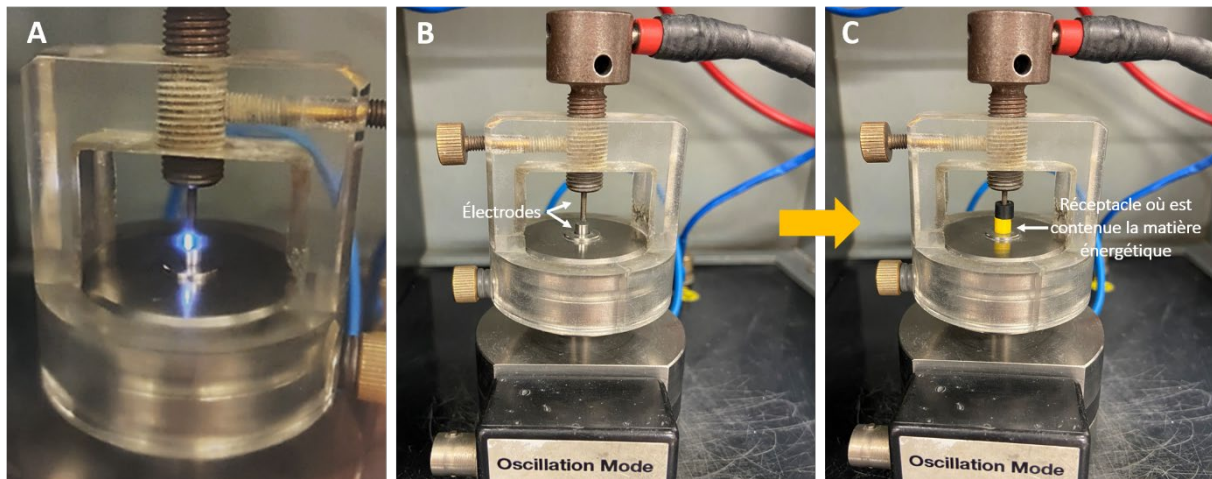 A
B
C
Électrodes
Réceptacle où est
contenue la matière
énergétique
Oscillation Mode
Oscillation Mode